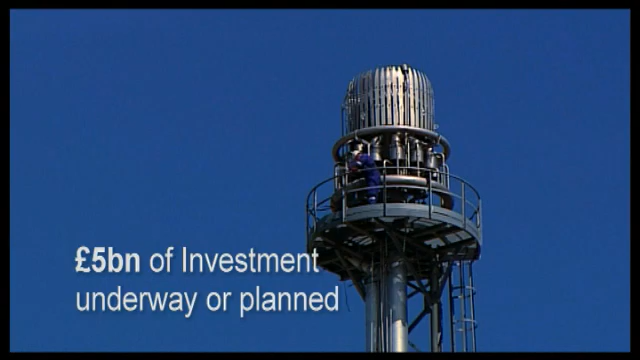 £5bn of Investment
underway or planned